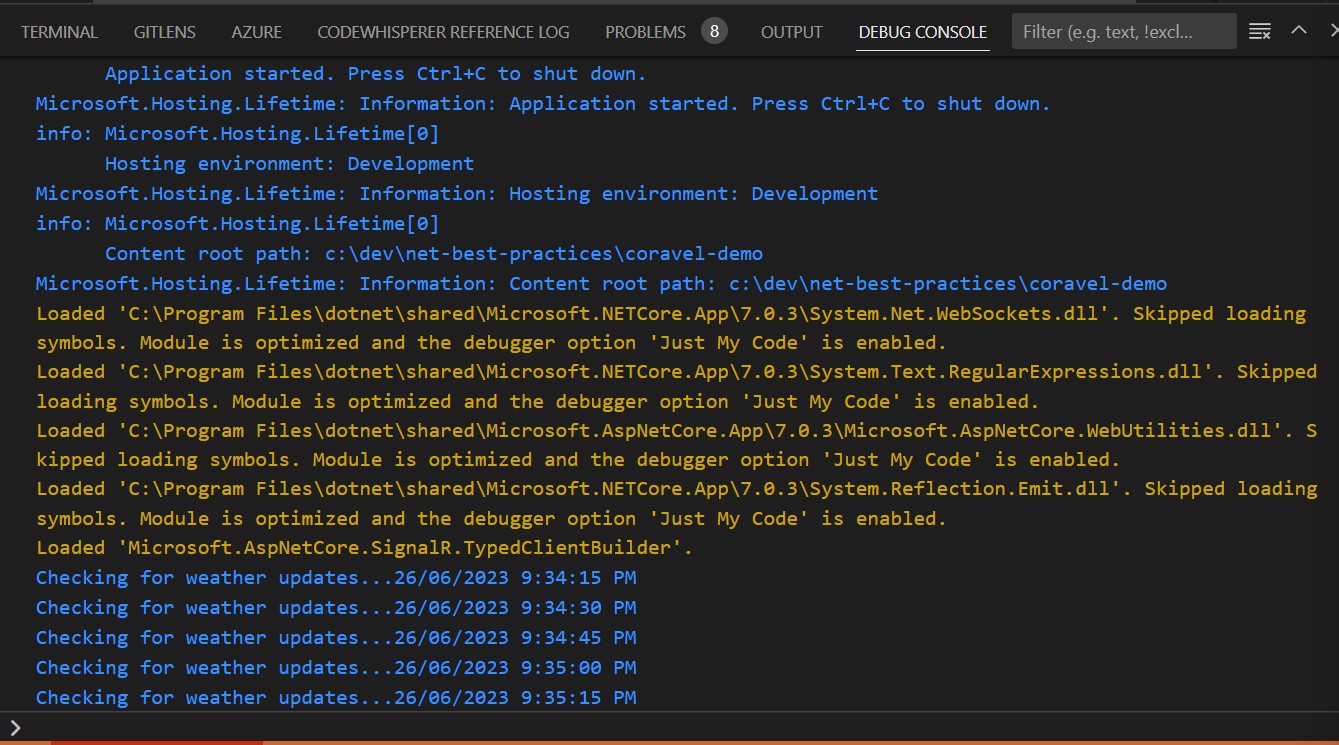 TERMINAL GITLENS AZURE CODEWHISPERER REFERENCE LOG PROBLEMS 8 OUTPUT DEBUG CONSOLE Filter (e.g. text, !excl...
Application started. Press Ctrl+C to shut down.
Microsoft.Hosting.Lifetime: Information: Application started. Press Ctrl+C to shut down.
info: Microsoft.Hosting.Lifetime[0]
Hosting environment: Development
Microsoft.Hosting.Lifetime: Information: Hosting environment: Development
info: Microsoft.Hosting.Lifetime[0]
Content root path: c:\dev\net-best-practices\coravel-demo
Microsoft.Hosting.Lifetime: Information: Content root path: c:\dev\net-best-practices\coravel-demo
Loaded 'C:\Program Files\dotnet\shared\Microsoft.NETCore.App\7.0.3\System.Net.WebSockets.dll'. Skipped loading
symbols. Module is optimized and the debugger option 'Just My Code' is enabled.
Loaded 'C:\Program Files\dotnet\shared\Microsoft.NETCore.App\7.0.3\System.Text.RegularExpressions.dll'. Skipped
loading symbols. Module is optimized and the debugger option 'Just My Code' is enabled.
Loaded 'C:\Program Files\dotnet\shared\Microsoft.AspNetCore.App\7.0.3\Microsoft.AspNetCore.WebUtilities.dll'. S
kipped loading symbols. Module is optimized and the debugger option 'Just My Code' is enabled.
Loaded 'C:\Program Files\dotnet\shared\Microsoft.NETCore.App\7.0.3\System.Reflection.Emit.dll'. Skipped loading
symbols. Module is optimized and the debugger option 'Just My Code' is enabled.
Loaded 'Microsoft.AspNetCore.SignalR.TypedClientBuilder'.
Checking for weather updates...26/06/2023 9:34:15 PM
Checking for weather updates...26/06/2023 9:34:30 PM
Checking for weather updates...26/06/2023 9:34:45 PM
Checking for weather updates...26/06/2023 9:35:00 PM
Checking for weather updates...26/06/2023 9:35:15 PM